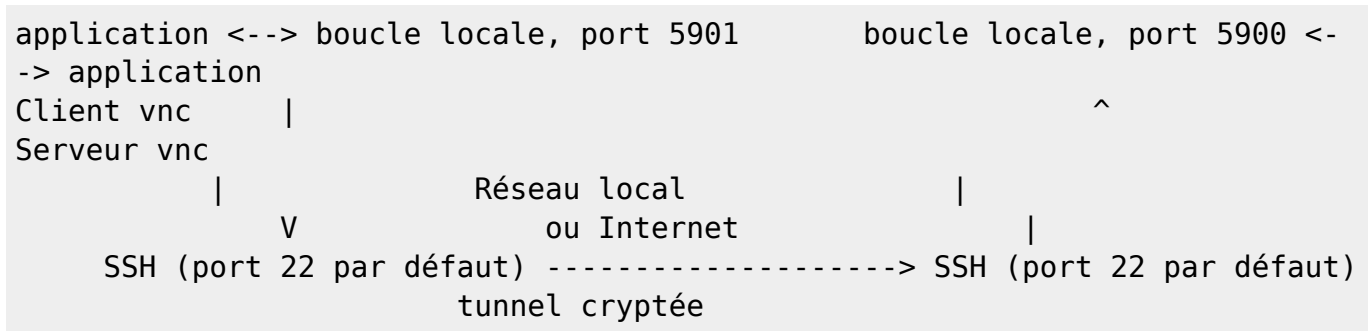 application <--> boucle locale, port 5901        boucle locale, port 5900 <-
-> application
Client vnc     |                                             ^
Serveur vnc
           |              Réseau local               |
               V              ou Internet                |
     SSH (port 22 par défaut) --------------------> SSH (port 22 par défaut)
                         tunnel cryptée